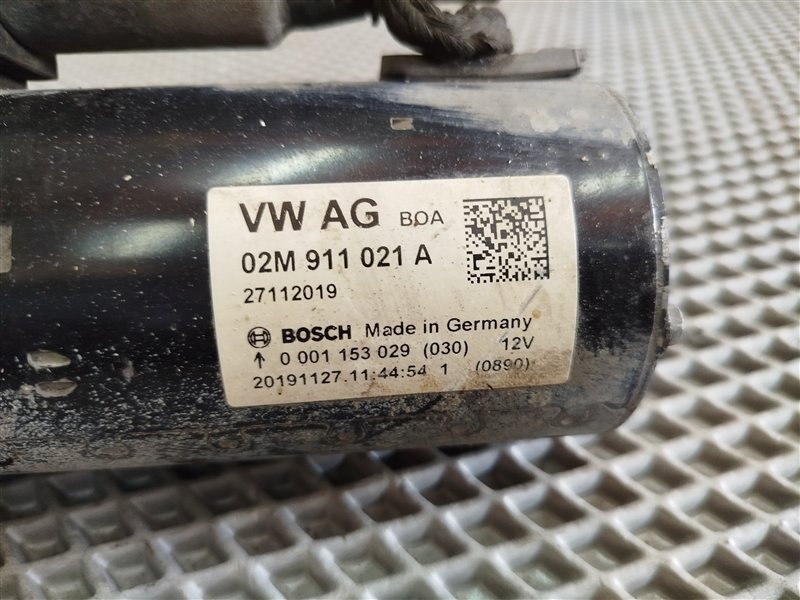 VW AG BOA
02M 911 021 A
27112019
BOSCH Made in Germany
↑ 0 001 153 029 (030) 12V
20191127.11:44:54 1 (0890)